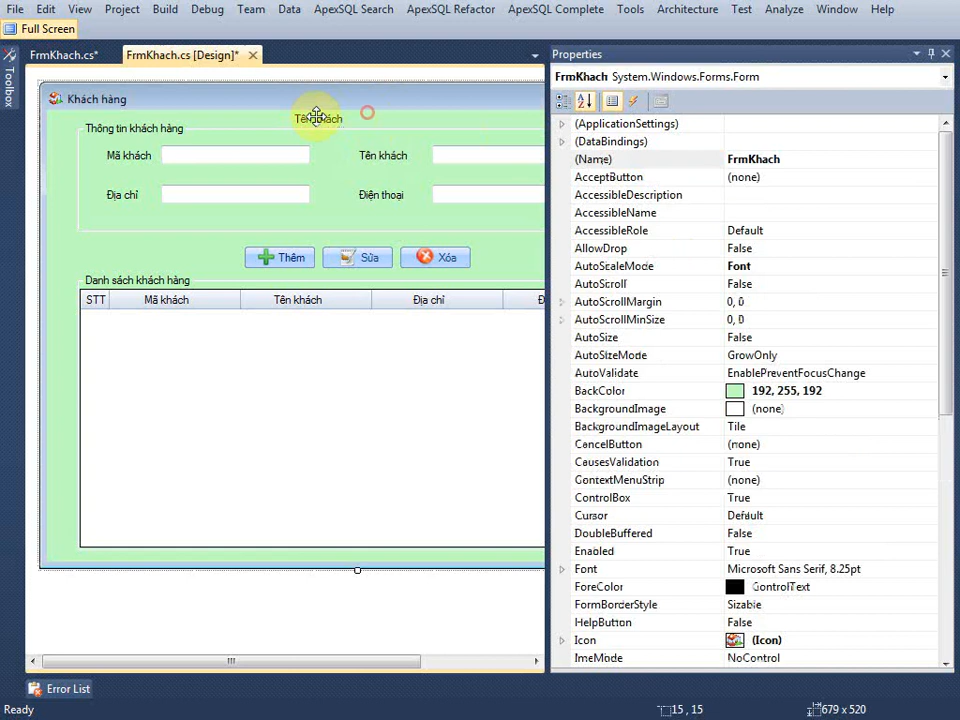 File Edit View Project Build Debug Team Data ApexSQL Search ApexSQL Refactor ApexSQL Complete Tools Architecture Test Analyze Window Help
Full Screen
Toolbox
FrmKhach.cs* FrmKhach.cs [Design]*
Khách hàng
Tên khách
Thông tin khách hàng
Mã khách Tên khách
Địa chỉ Điện thoại
Thêm Sửa Xóa
Danh sách khách hàng
STT Mã khách Tên khách Địa chỉ Đ
Properties
FrmKhach System.Windows.Forms.Form
(ApplicationSettings)
(DataBindings)
(Name) FrmKhach
AcceptButton (none)
AccessibleDescription
AccessibleName
AccessibleRole Default
AllowDrop False
AutoScaleMode Font
AutoScroll False
AutoScrollMargin 0, 0
AutoScrollMinSize 0, 0
AutoSize False
AutoSizeMode GrowOnly
AutoValidate EnablePreventFocusChange
BackColor 192, 255, 192
BackgroundImage (none)
BackgroundImageLayout Tile
CancelButton (none)
CausesValidation True
ContextMenuStrip (none)
ControlBox True
Cursor Default
DoubleBuffered False
Enabled True
Font Microsoft Sans Serif, 8.25pt
ForeColor ControlText
FormBorderStyle Sizable
HelpButton False
Icon (Icon)
ImeMode NoControl
Error List
Ready 15 , 15 679 x 520